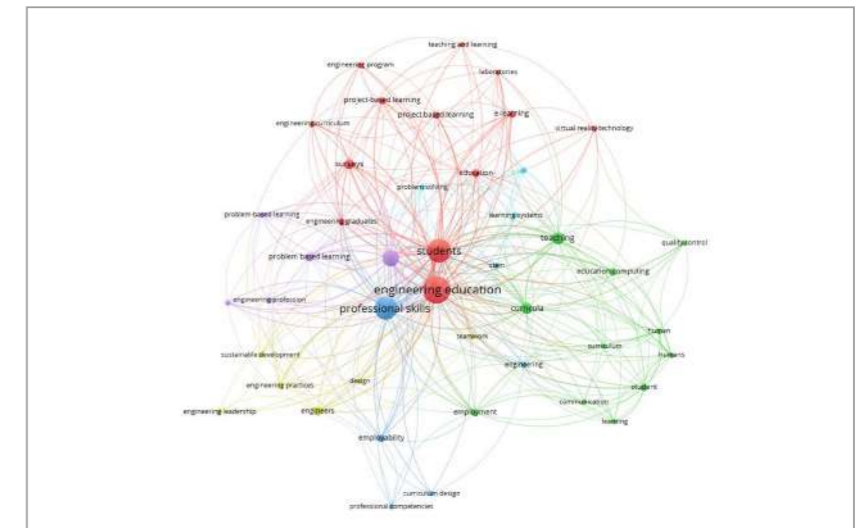 teaching and learning
engineering program
laboratories
project-based learning
project based learning
e-learning
engineering curriculum
virtual reality technology
surveys
education
problem solving
problem-based learning
learning systems
engineering graduates
teaching
quality control
students
problem based learning
stem
education computing
engineering education
engineering profession
professional skills
curricula
human
teamwork
curriculum
sustainable development
humans
engineering
design
engineering practices
student
communication
engineering leadership
engineers
employment
learning
employability
curriculum design
professional competencies